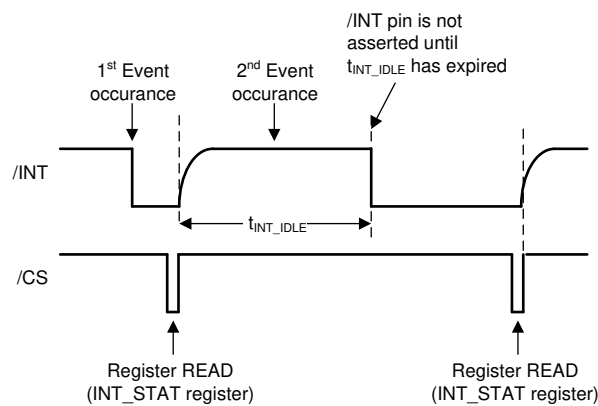 /INT pin is not
asserted until
tINT_IDLE has expired
1st Event
occurance
2nd Event
occurance
/INT
tINT_IDLE
/CS
Register READ
(INT_STAT register)
Register READ
(INT_STAT register)